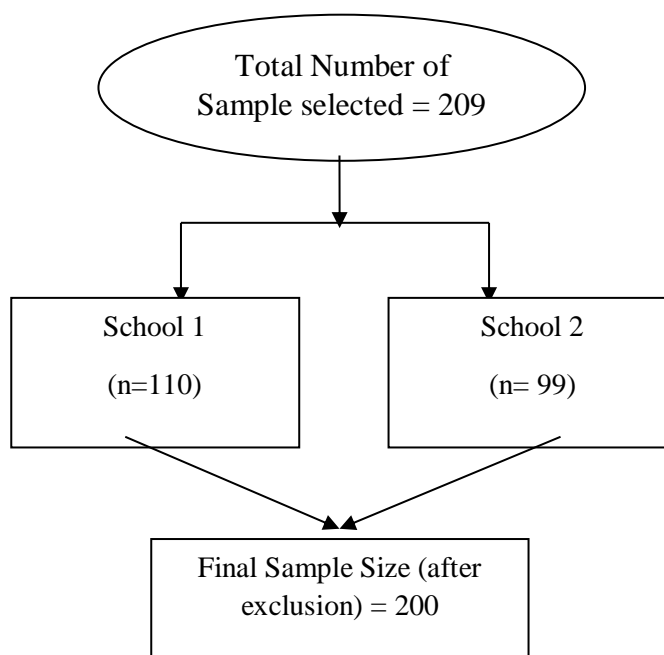 Total Number of
Sample selected = 209
School 1
(n=110)
School 2
(n= 99)
Final Sample Size (after
exclusion) = 200